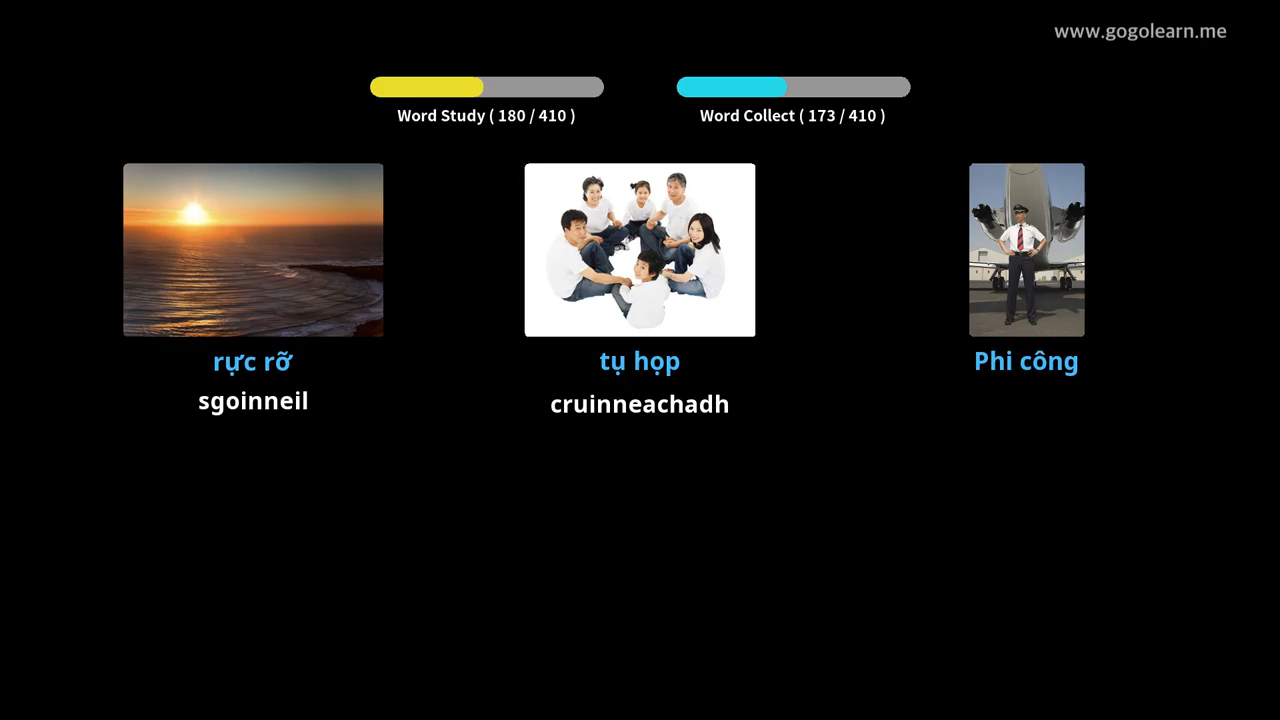 www.gogolearn.me
Word Study ( 180 / 410 )
Word Collect ( 173 / 410 )
rực rỡ
tụ họp
Phi công
sgoinneil
cruinneachadh